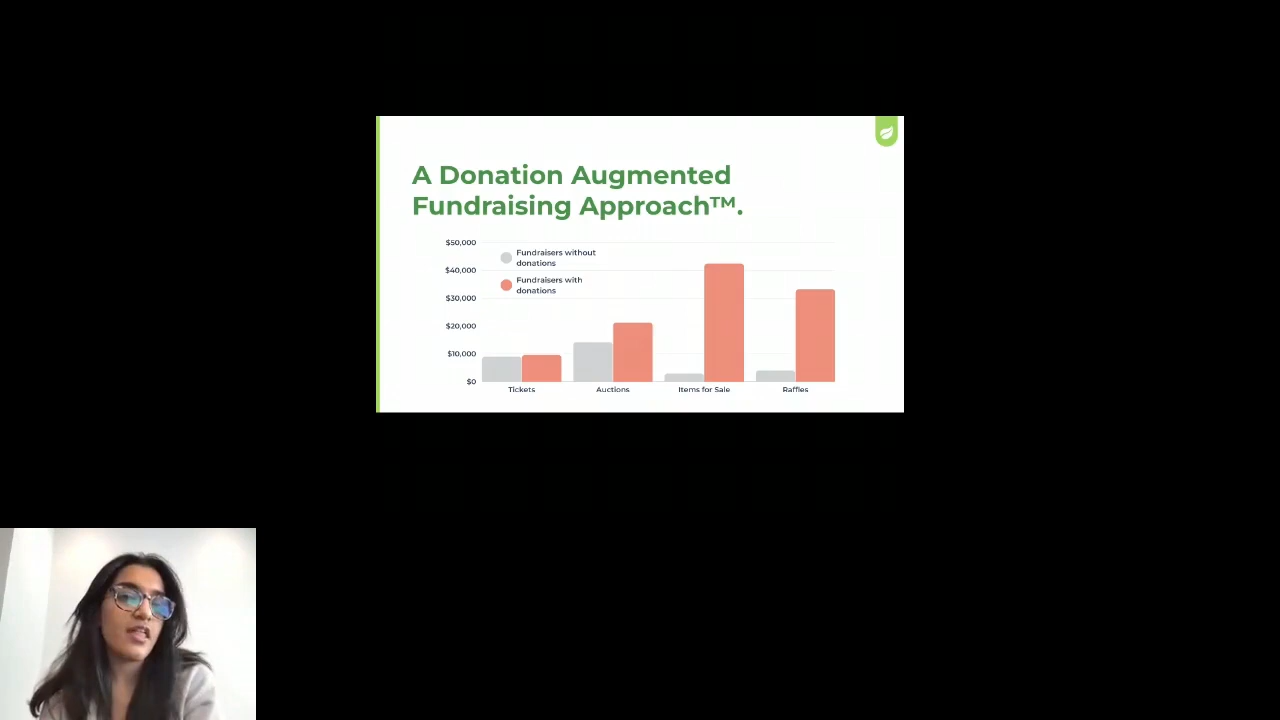 A Donation Augmented
Fundraising Approach™.
$50,000
Fundraisers without
donations
$40,000
Fundraisers with
donations
$30,000
$20,000
$10,000
$0
Tickets
Auctions
Items for Sale
Raffles